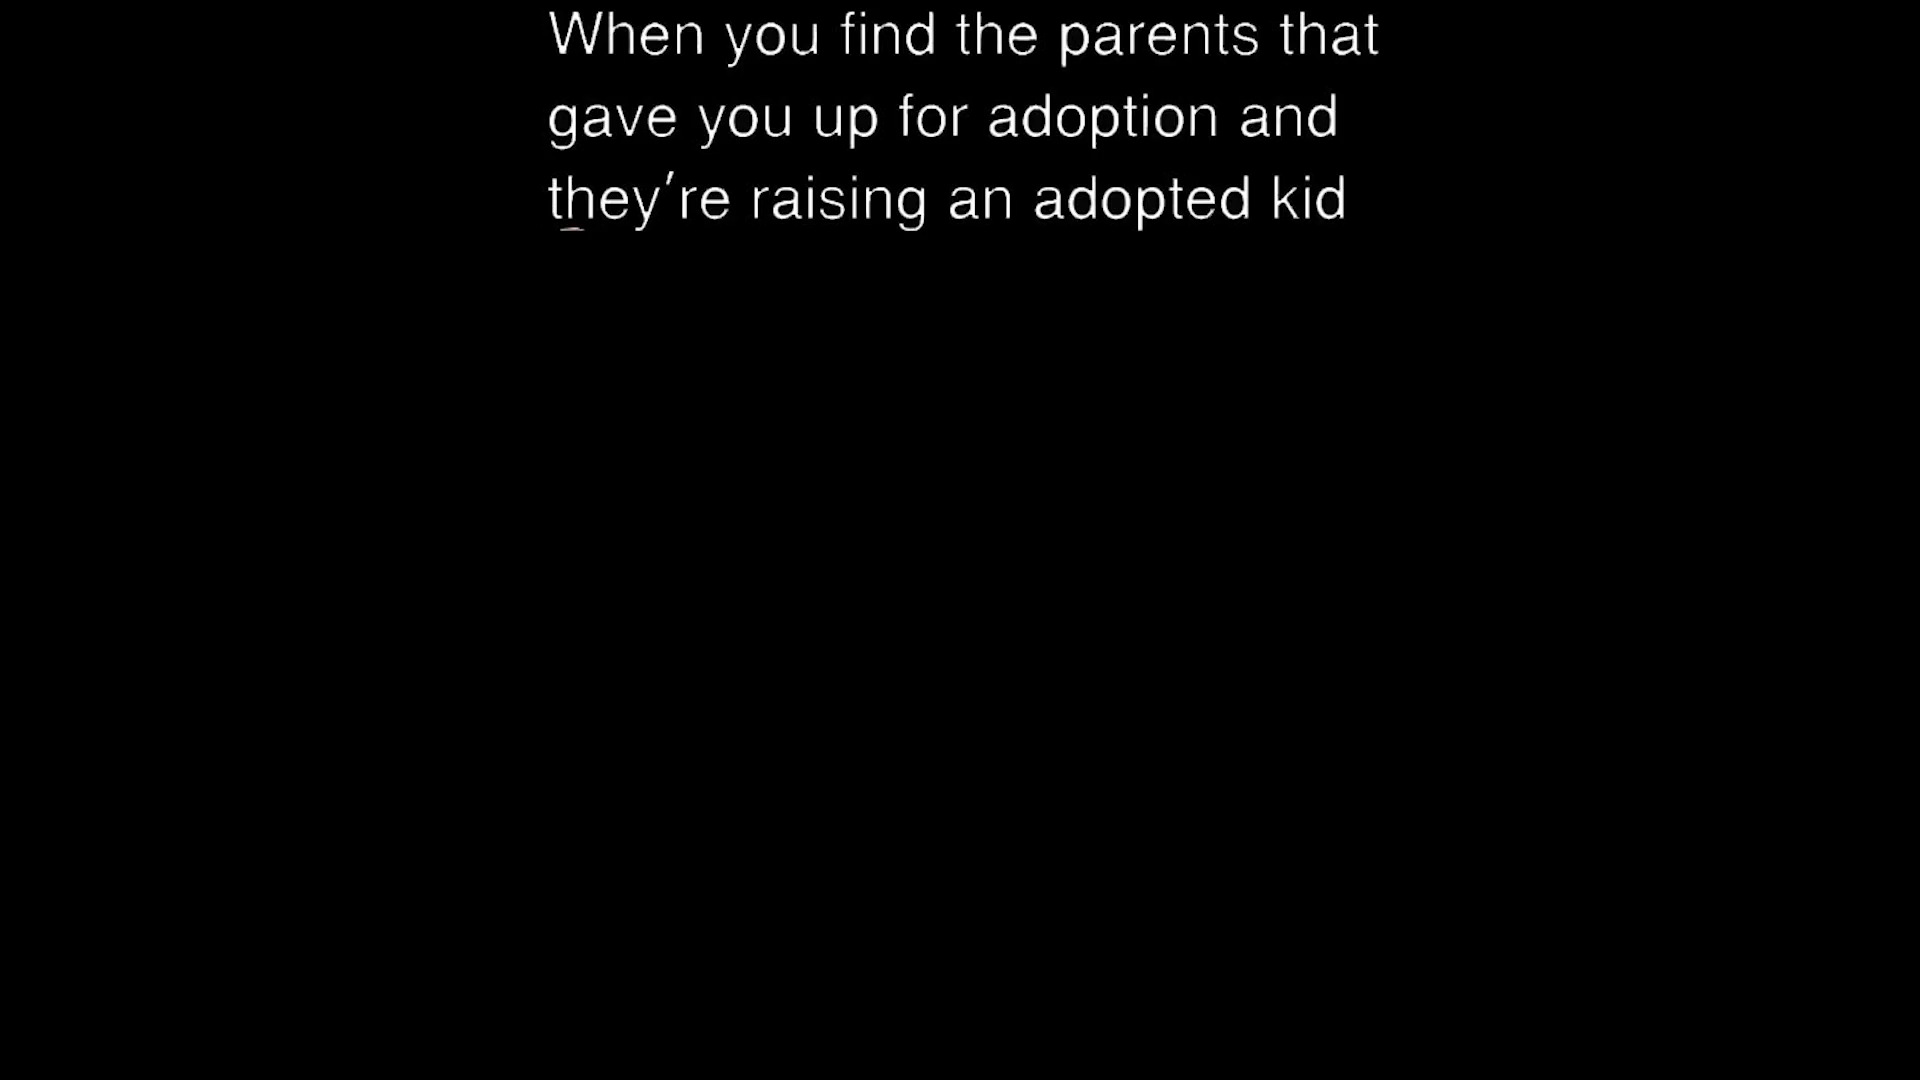 When you find the parents that
gave you up for adoption and
they're raising an adopted kid